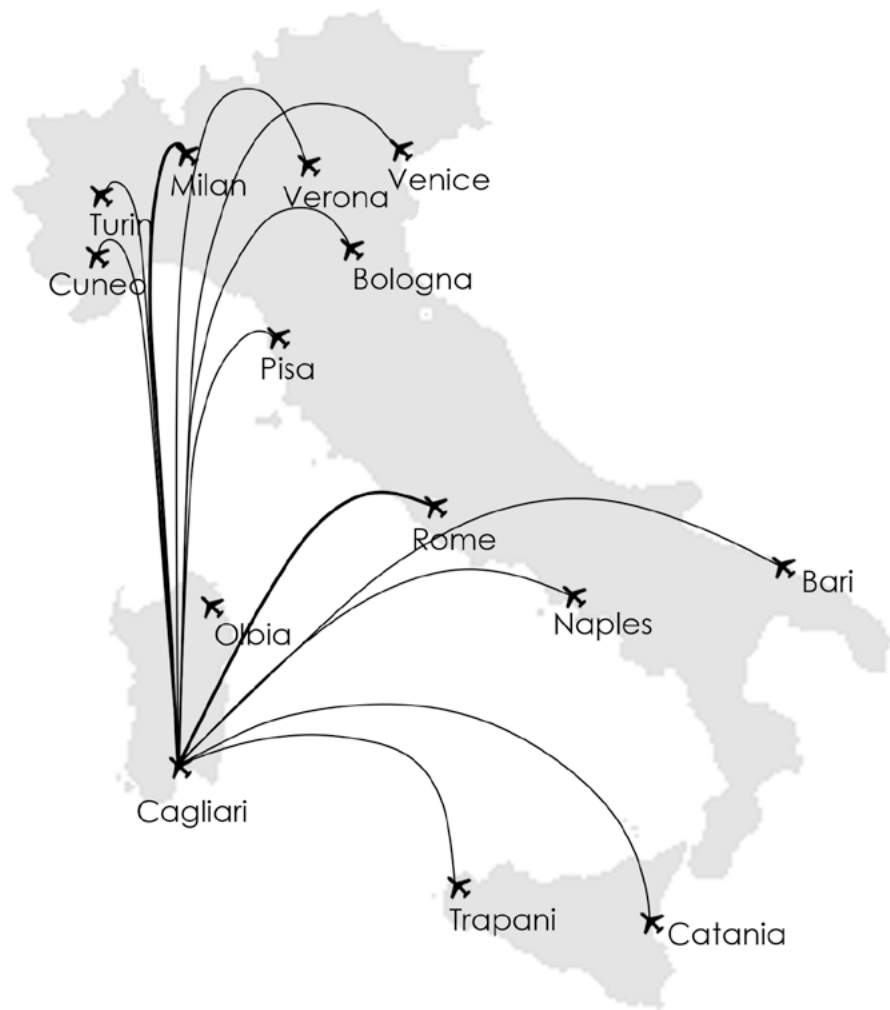 Venice
Milan
Verona
Turin
Cuneo
Bologna
Pisa
Rome
Bari
Naples
Olbia
Cagliari
Trapani
Catania